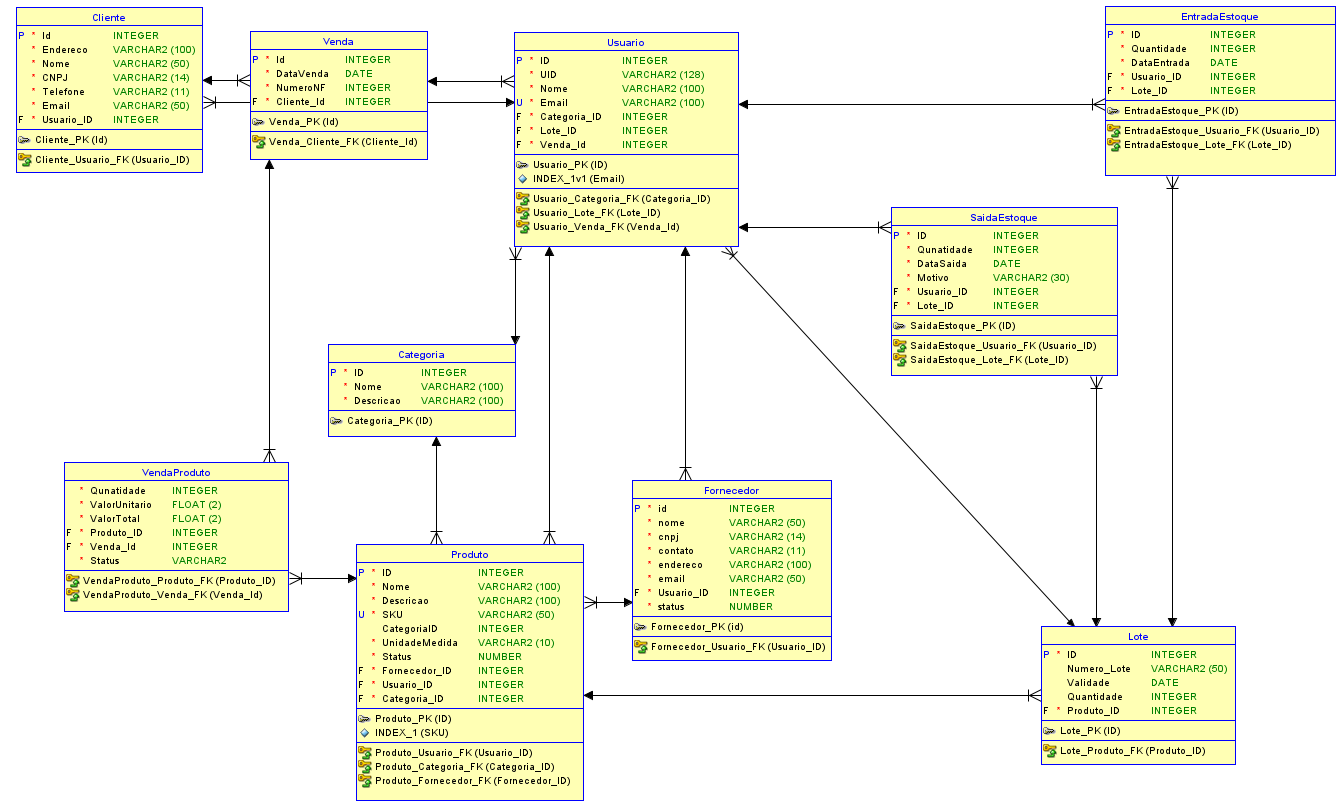 Cliente
P * Id INTEGER
* Endereco VARCHAR2 (100)
* Nome VARCHAR2 (50)
* CNPJ VARCHAR2 (14)
* Telefone VARCHAR2 (11)
* Email VARCHAR2 (50)
F * Usuario_ID INTEGER
Cliente_PK (Id)
Cliente_Usuario_FK (Usuario_ID)
Venda
P * Id INTEGER
* DataVenda DATE
* NumeroNF INTEGER
F * Cliente_Id INTEGER
Venda_PK (Id)
Venda_Cliente_FK (Cliente_Id)
Usuario
P * ID INTEGER
* UID VARCHAR2 (128)
* Nome VARCHAR2 (100)
U * Email VARCHAR2 (100)
F * Categoria_ID INTEGER
F * Lote_ID INTEGER
F * Venda_Id INTEGER
Usuario_PK (ID)
INDEX_1v1 (Email)
Usuario_Categoria_FK (Categoria_ID)
Usuario_Lote_FK (Lote_ID)
Usuario_Venda_FK (Venda_Id)
EntradaEstoque
P * ID INTEGER
* Quantidade INTEGER
* DataEntrada DATE
F * Usuario_ID INTEGER
F * Lote_ID INTEGER
EntradaEstoque_PK (ID)
EntradaEstoque_Usuario_FK (Usuario_ID)
EntradaEstoque_Lote_FK (Lote_ID)
SaidaEstoque
P * ID INTEGER
* Qunatidade INTEGER
* DataSaida DATE
* Motivo VARCHAR2 (30)
F * Usuario_ID INTEGER
F * Lote_ID INTEGER
SaidaEstoque_PK (ID)
SaidaEstoque_Usuario_FK (Usuario_ID)
SaidaEstoque_Lote_FK (Lote_ID)
Categoria
P * ID INTEGER
* Nome VARCHAR2 (100)
* Descricao VARCHAR2 (100)
Categoria_PK (ID)
VendaProduto
* Qunatidade INTEGER
* ValorUnitario FLOAT (2)
* ValorTotal FLOAT (2)
F * Produto_ID INTEGER
F * Venda_Id INTEGER
* Status VARCHAR2
VendaProduto_Produto_FK (Produto_ID)
VendaProduto_Venda_FK (Venda_Id)
Produto
P * ID INTEGER
* Nome VARCHAR2 (100)
* Descricao VARCHAR2 (100)
U * SKU VARCHAR2 (50)
CategoriaID INTEGER
* UnidadeMedida VARCHAR2 (10)
* Status NUMBER
F * Fornecedor_ID INTEGER
F * Usuario_ID INTEGER
F * Categoria_ID INTEGER
Produto_PK (ID)
INDEX_1 (SKU)
Produto_Usuario_FK (Usuario_ID)
Produto_Categoria_FK (Categoria_ID)
Produto_Fornecedor_FK (Fornecedor_ID)
Fornecedor
P * id INTEGER
* nome VARCHAR2 (50)
* cnpj VARCHAR2 (14)
* contato VARCHAR2 (11)
* endereco VARCHAR2 (100)
* email VARCHAR2 (50)
F * Usuario_ID INTEGER
* status NUMBER
Fornecedor_PK (id)
Fornecedor_Usuario_FK (Usuario_ID)
Lote
P * ID INTEGER
Numero_Lote VARCHAR2 (50)
Validade DATE
Quantidade INTEGER
F * Produto_ID INTEGER
Lote_PK (ID)
Lote_Produto_FK (Produto_ID)